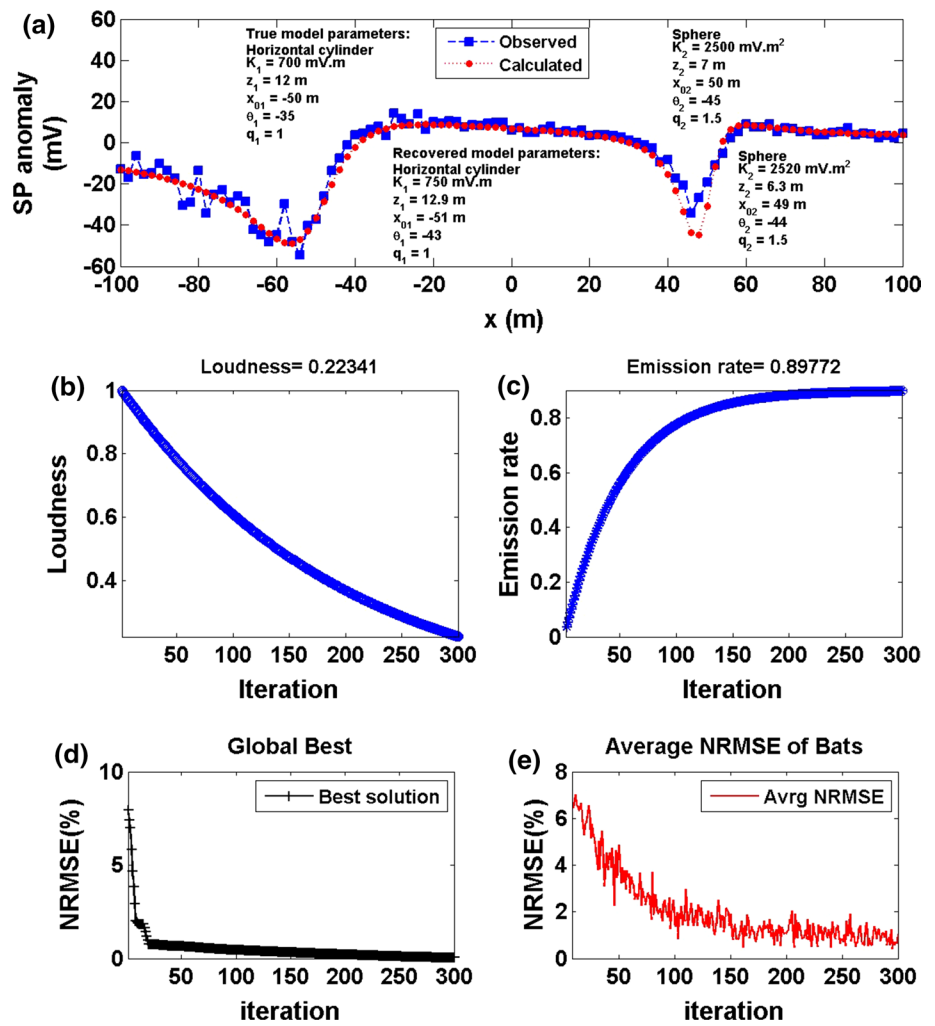 (a)
60
40
20
0
-20
-40
-60
SP anomaly
(mV)
True model parameters:
Horizontal cylinder
K1 = 700 mV.m
z1 = 12 m
x01 = -50 m
θ1 = -35
q1 = 1
Observed
Calculated
Sphere
K2 = 2500 mV.m²
z2 = 7 m
x02 = 50 m
θ2 = -45
q2 = 1.5
Recovered model parameters:
Horizontal cylinder
K1 = 750 mV.m
z1 = 12.9 m
x01 = -51 m
θ1 = -43
q1 = 1
Sphere
K2 = 2520 mV.m²
z2 = 6.3 m
x02 = 49 m
θ2 = -44
q2 = 1.5
-100 -80 -60 -40 -20 0 20 40 60 80 100
x (m)
(b)
Loudness= 0.22341
1
0.8
0.6
0.4
Loudness
50 100 150 200 250 300
Iteration
(c)
Emission rate= 0.89772
0.8
0.6
0.4
0.2
0
Emission rate
50 100 150 200 250 300
Iteration
(d)
Global Best
10
5
0
NRMSE(%)
Best solution
50 100 150 200 250 300
iteration
(e)
Average NRMSE of Bats
8
6
4
2
0
NRMSE(%)
Avrg NRMSE
50 100 150 200 250 300
iteration